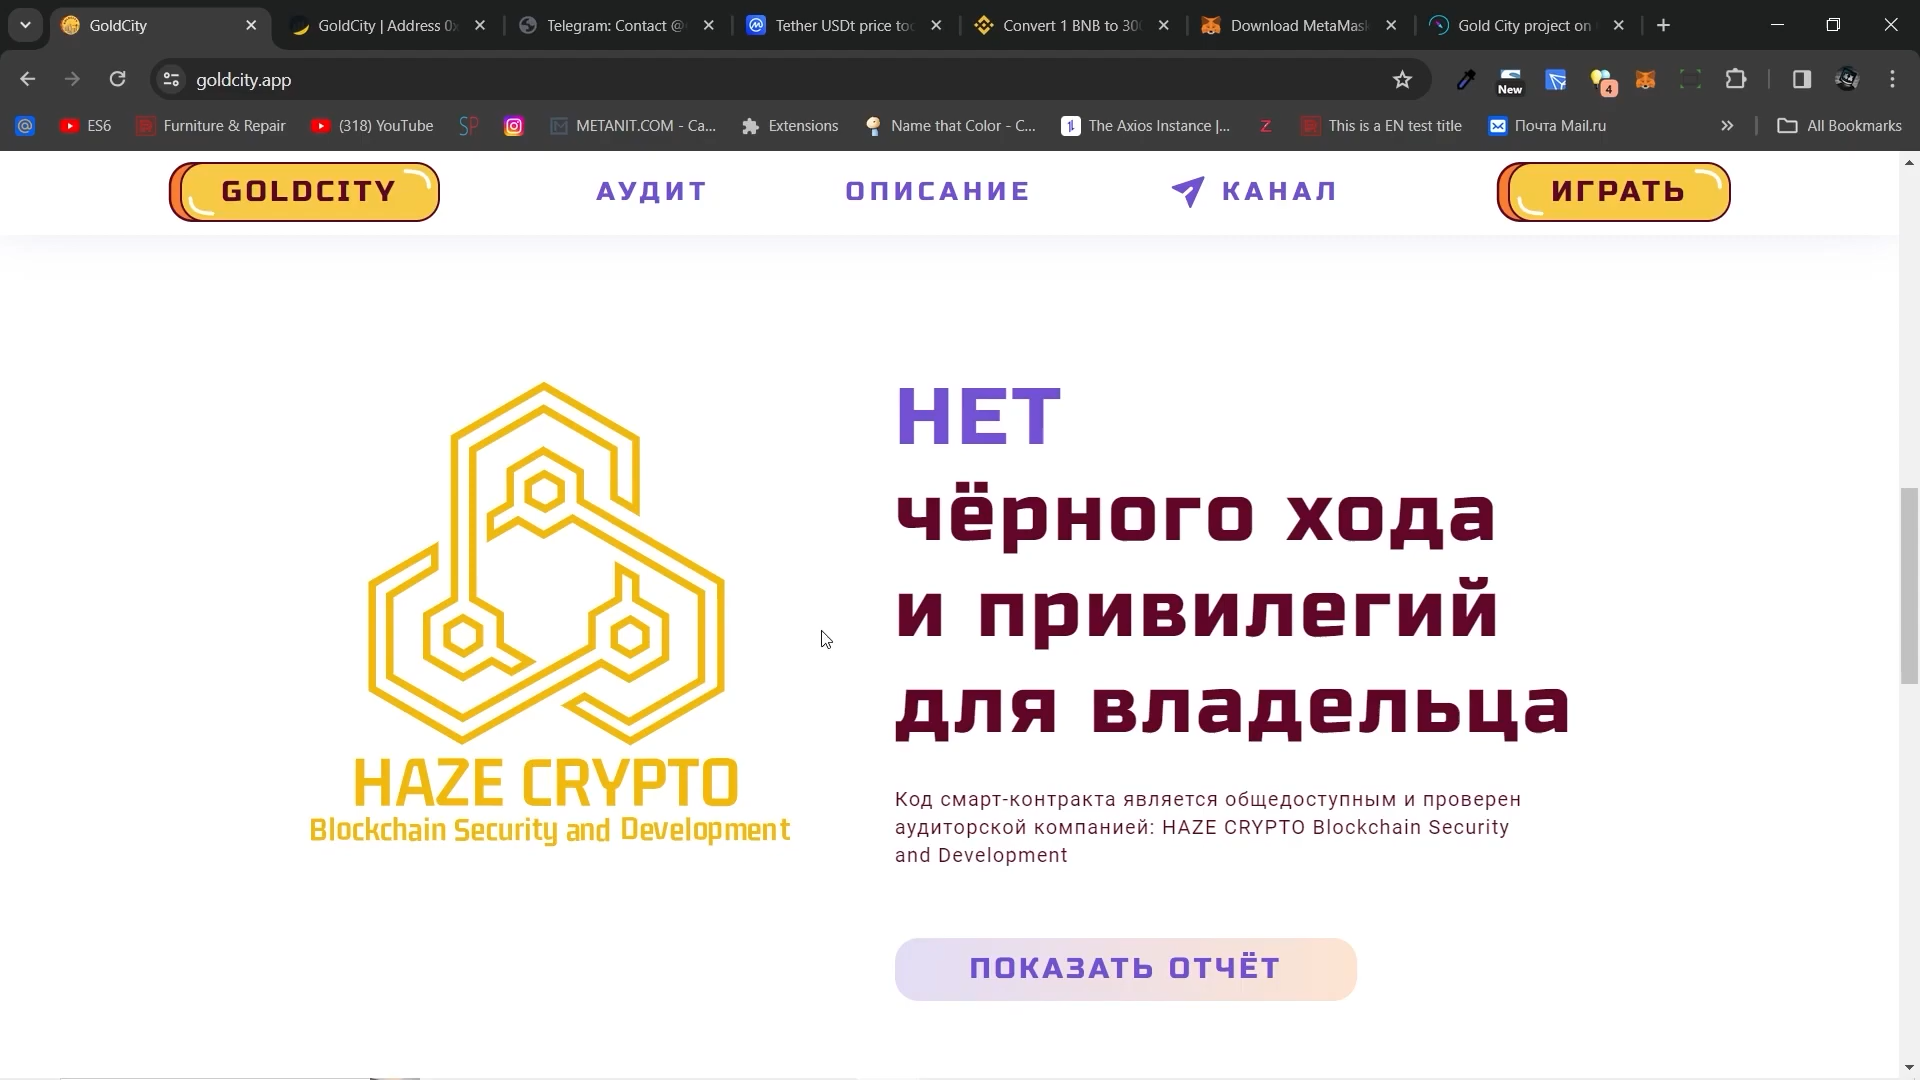 GoldCity
GoldCity | Address 0x
Telegram: Contact @
Tether USDt price too
Convert 1 BNB to 300
Download MetaMask
Gold City project on
goldcity.app
New
4
ES6
Furniture & Repair
(318) YouTube
SP
METANIT.COM - Ca...
Extensions
Name that Color - C...
The Axios Instance |...
Z
This is a EN test title
Почта Mail.ru
All Bookmarks
GOLDCITY
АУДИТ
ОПИСАНИЕ
КАНАЛ
ИГРАТЬ
НЕТ
чёрного хода
и привилегий
для владельца
HAZE CRYPTO
Blockchain Security and Development
Код смарт-контракта является общедоступным и проверен
аудиторской компанией: HAZE CRYPTO Blockchain Security
and Development
ПОКАЗАТЬ ОТЧЁТ